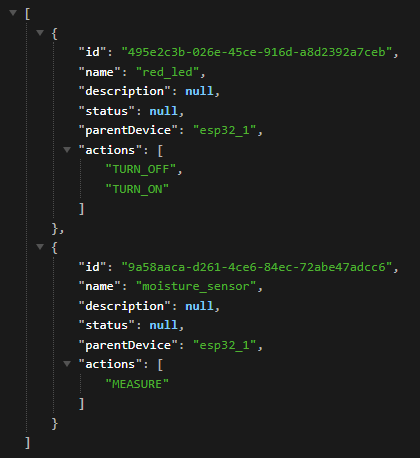 [
{
"id": "495e2c3b-026e-45ce-916d-a8d2392a7ceb",
"name": "red_led",
"description": null,
"status": null,
"parentDevice": "esp32_1",
"actions": [
"TURN_OFF",
"TURN_ON"
]
},
{
"id": "9a58aaca-d261-4ce6-84ec-72abe47adcc6",
"name": "moisture_sensor",
"description": null,
"status": null,
"parentDevice": "esp32_1",
"actions": [
"MEASURE"
]
}
]